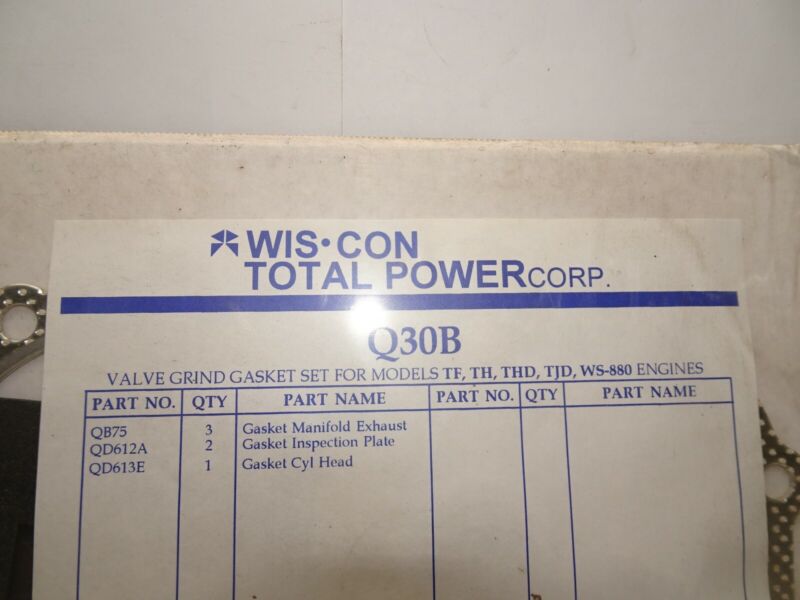 WIS•CON
TOTAL POWER CORP.
Q30B
VALVE GRIND GASKET SET FOR MODELS TF, TH, THD, TJD, WS-880 ENGINES
PART NO. QTY PART NAME PART NO. QTY PART NAME
QB75 3 Gasket Manifold Exhaust
QD612A 2 Gasket Inspection Plate
QD613E 1 Gasket Cyl Head